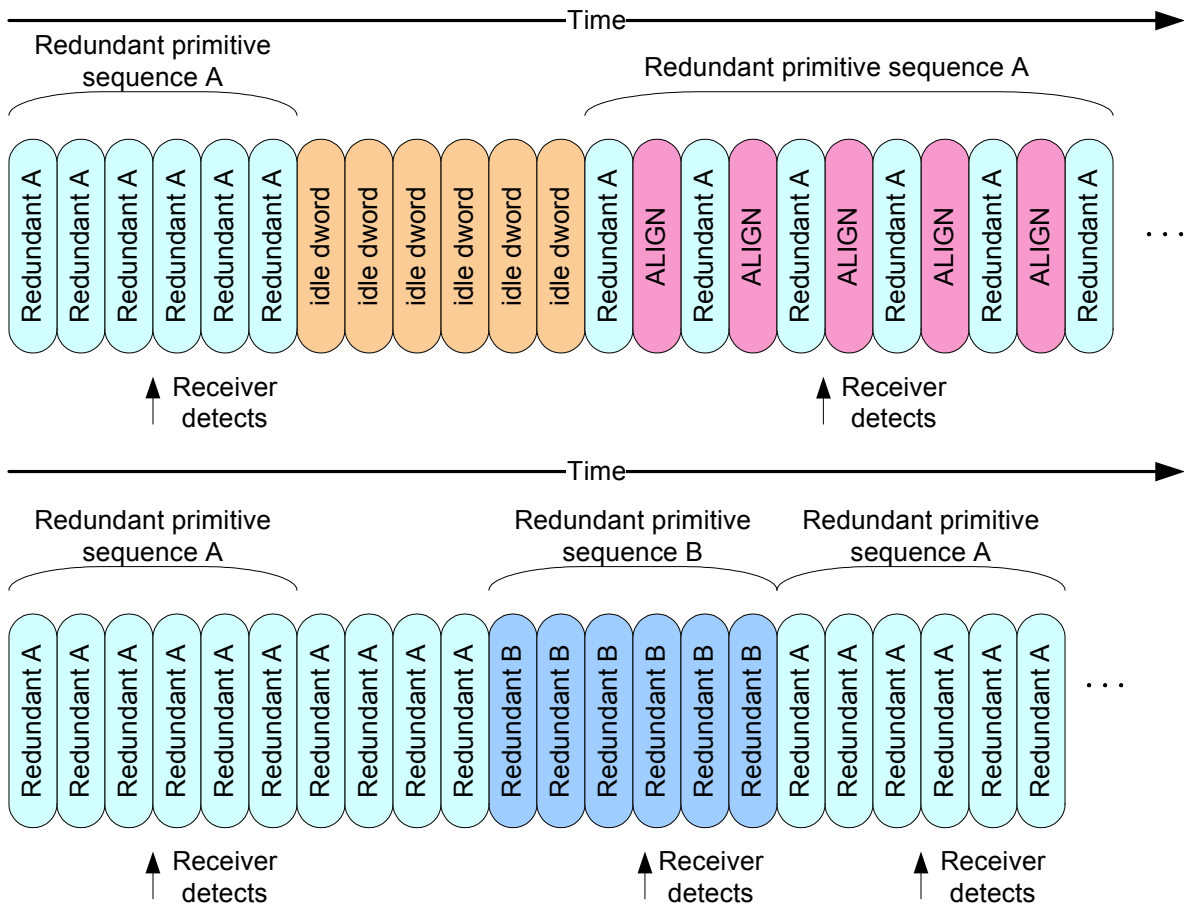 Time
Redundant primitive
sequence A
Redundant primitive sequence A
Redundant A
Redundant A
Redundant A
Redundant A
Redundant A
Redundant A
idle dword
idle dword
idle dword
idle dword
idle dword
idle dword
Redundant A
ALIGN
Redundant A
ALIGN
Redundant A
ALIGN
Redundant A
ALIGN
Redundant A
ALIGN
Redundant A
. . .
Receiver
detects
Receiver
detects
Time
Redundant primitive
sequence A
Redundant primitive
sequence B
Redundant primitive
sequence A
Redundant A
Redundant A
Redundant A
Redundant A
Redundant A
Redundant A
Redundant A
Redundant A
Redundant A
Redundant A
Redundant B
Redundant B
Redundant B
Redundant B
Redundant B
Redundant B
Redundant A
Redundant A
Redundant A
Redundant A
Redundant A
Redundant A
. . .
Receiver
detects
Receiver
detects
Receiver
detects